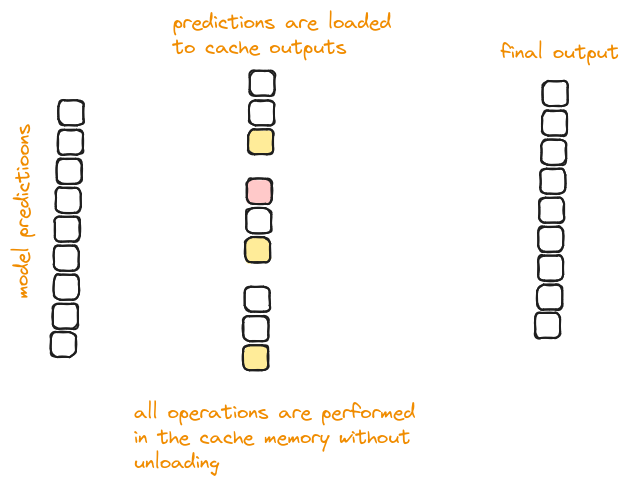 predictions are loaded
to cache outputs
final output
model predictioons
all operations are performed
in the cache memory without
unloading